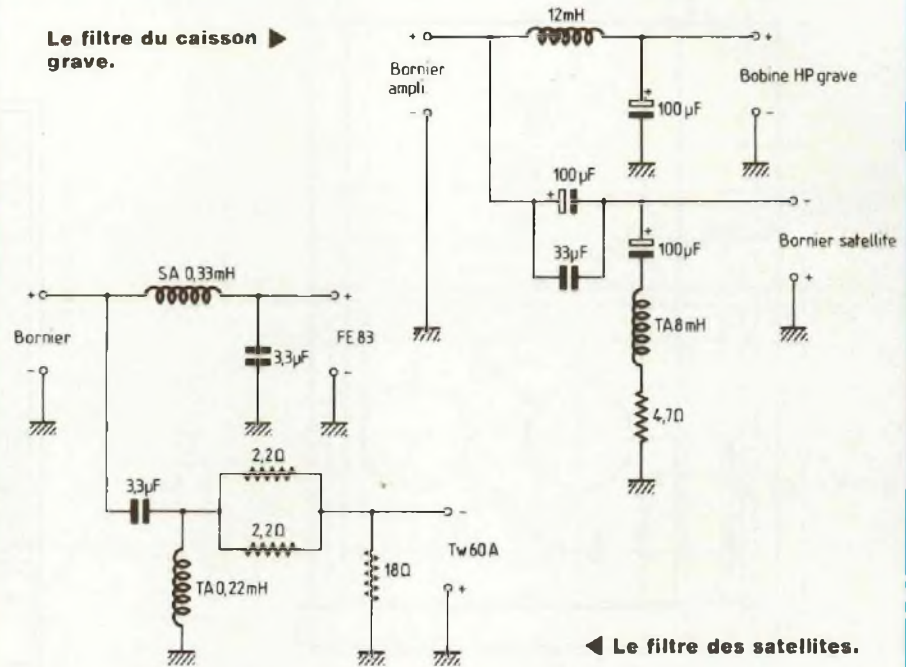 Le filtre du caisson ▶
grave.
12mH
+
+
Bornier
ampli.
-
+
100 µF
Bobine HP grave
-
100 µF
+
33µF
-
+
100µF
Bornier satellite
+
TA 8 mH
4,7Ω
SA 0,33mH
+
+
Bornier
-
3,3µF
FE 83
-
3,3µF
2,2Ω
2,2Ω
-
TA 0,22mH
18Ω
Tw 60 A
+
◀ Le filtre des satellites.